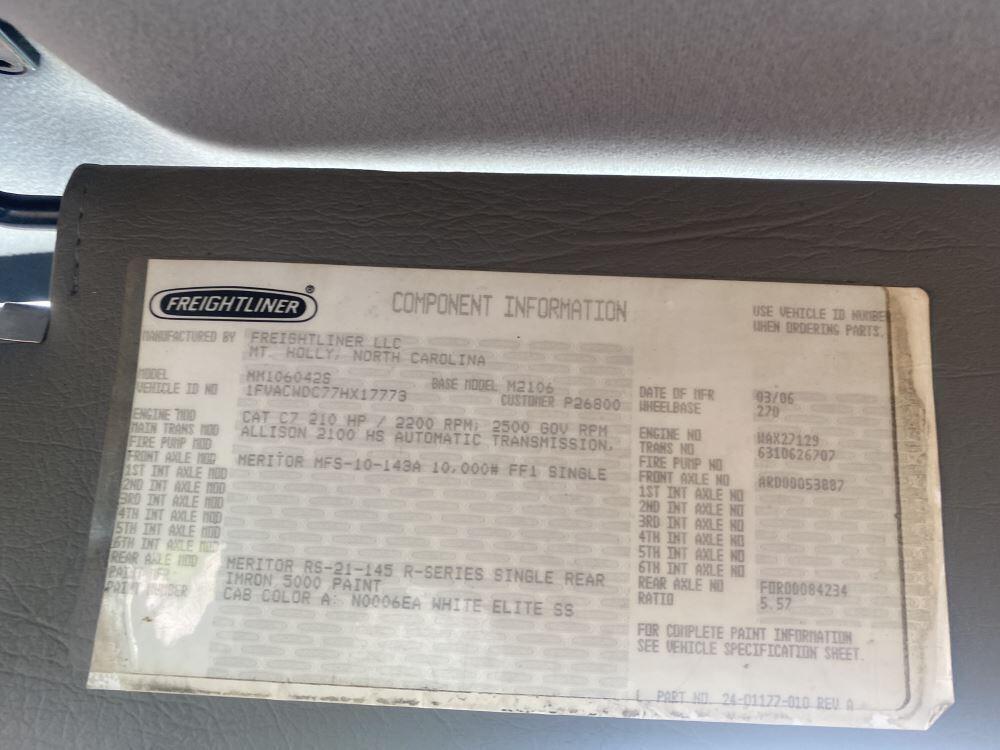 FREIGHTLINER ®
COMPONENT INFORMATION
USE VEHICLE ID NUMBER
WHEN ORDERING PARTS.
MANUFACTURED BY FREIGHTLINER LLC
MT. HOLLY, NORTH CAROLINA
MODEL MM106042S BASE MODEL M2106
VEHICLE ID NO 1FVACWDC77HX17773 CUSTOMER P26800
DATE OF MFR 03/06
WHEELBASE 270
ENGINE MOD CAT C7 210 HP / 2200 RPM; 2500 GOV RPM
MAIN TRANS MOD ALLISON 2100 HS AUTOMATIC TRANSMISSION,
FIRE PUMP MOD
FRONT AXLE MOD MERITOR MFS-10-143A 10,000# FF1 SINGLE
1ST INT AXLE MOD
2ND INT AXLE MOD
3RD INT AXLE MOD
4TH INT AXLE MOD
5TH INT AXLE MOD
6TH INT AXLE MOD
REAR AXLE MOD MERITOR RS-21-145 R-SERIES SINGLE REAR
PAINT MFR IMRON 5000 PAINT
PAINT NUMBER CAB COLOR A: N0006EA WHITE ELITE SS
ENGINE NO WAX27129
TRANS NO 6310626707
FIRE PUMP NO
FRONT AXLE NO ARD00053887
1ST INT AXLE NO
2ND INT AXLE NO
3RD INT AXLE NO
4TH INT AXLE NO
5TH INT AXLE NO
6TH INT AXLE NO
REAR AXLE NO FOR00084234
RATIO 5.57
FOR COMPLETE PAINT INFORMATION
SEE VEHICLE SPECIFICATION SHEET.
PART NO. 24-01177-010 REV A